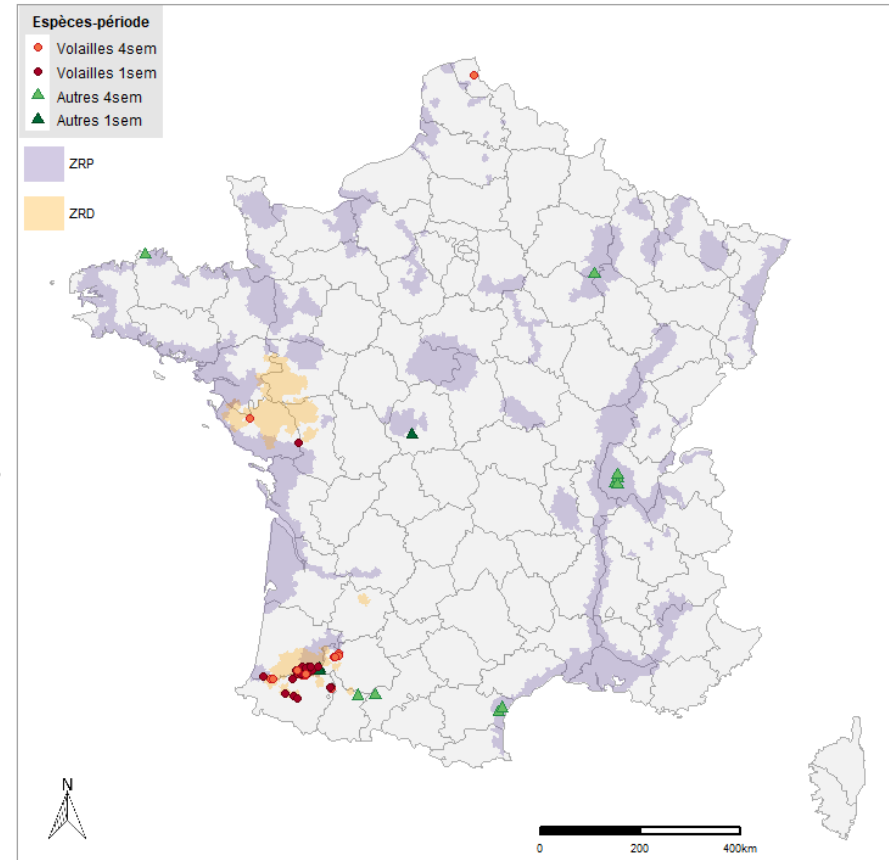 Espèces-période
Volailles 4sem
Volailles 1sem
Autres 4sem
Autres 1sem
ZRP
ZRD
N
0 200 400km